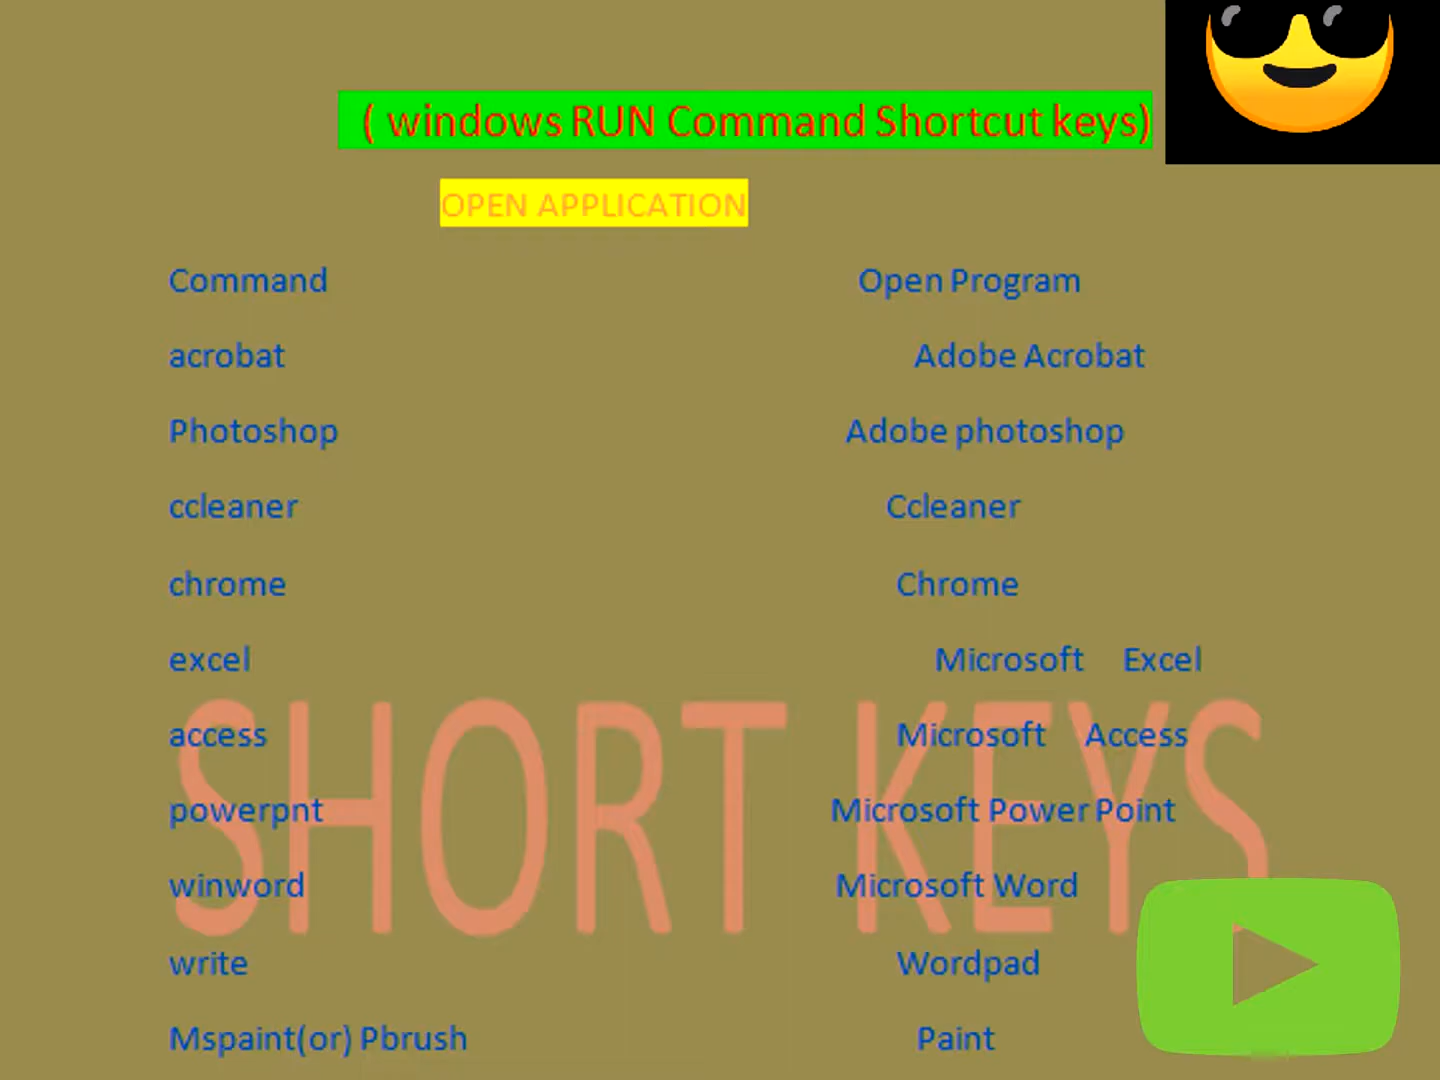 ( windows RUN Command Shortcut keys)
OPEN APPLICATION
Command Open Program
acrobat Adobe Acrobat
Photoshop Adobe photoshop
ccleaner Ccleaner
chrome Chrome
excel Microsoft Excel
access Microsoft Access
powerpnt Microsoft Power Point
SHORT KEYS
winword Microsoft Word
write Wordpad
Mspaint(or) Pbrush Paint